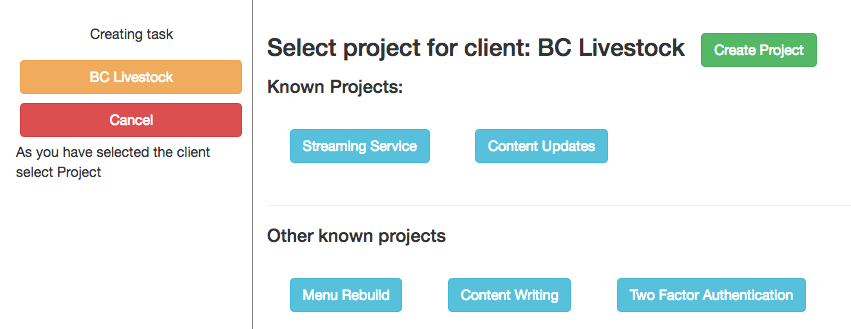 Creating task
BC Livestock
Cancel
As you have selected the client
select Project
Select project for client: BC Livestock
Create Project
Known Projects:
Streaming Service
Content Updates
Other known projects
Menu Rebuild
Content Writing
Two Factor Authentication